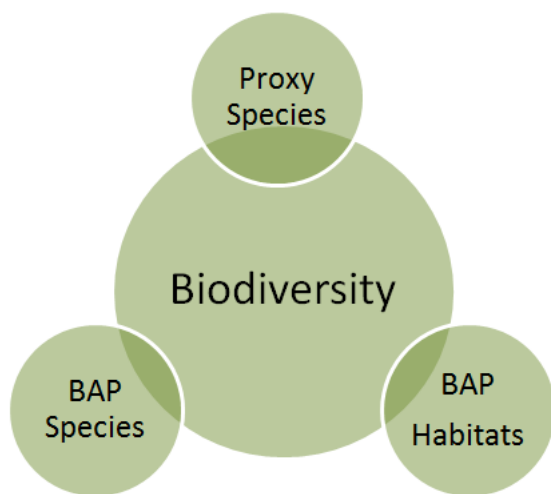 Proxy
Species
Biodiversity
BAP
Species
BAP
Habitats